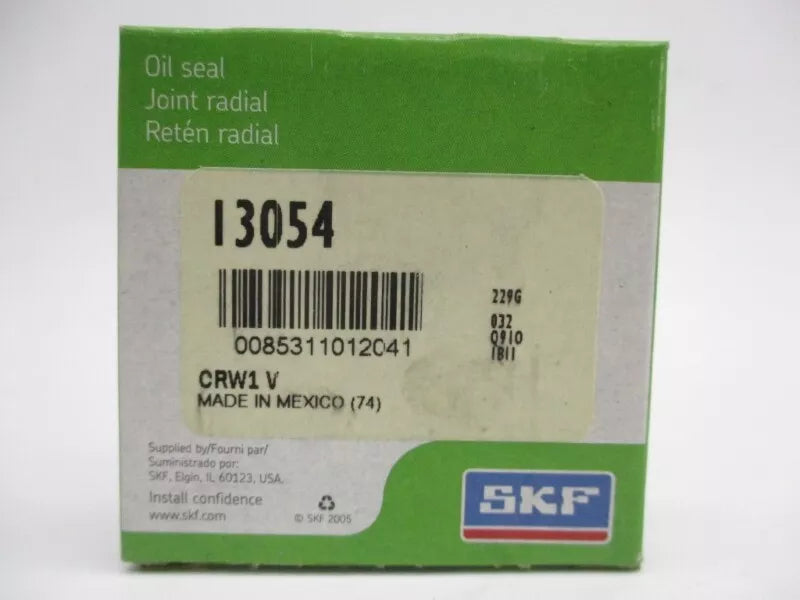 Oil seal
Joint radial
Retén radial
13054
229G
032
0910
1B11
0085311012041
CRW1 V
MADE IN MEXICO (74)
Supplied by/Fourni par/
Suministrado por:
SKF, Elgin, IL 60123, USA.
Install confidence
www.skf.com
© SKF 2005
SKF